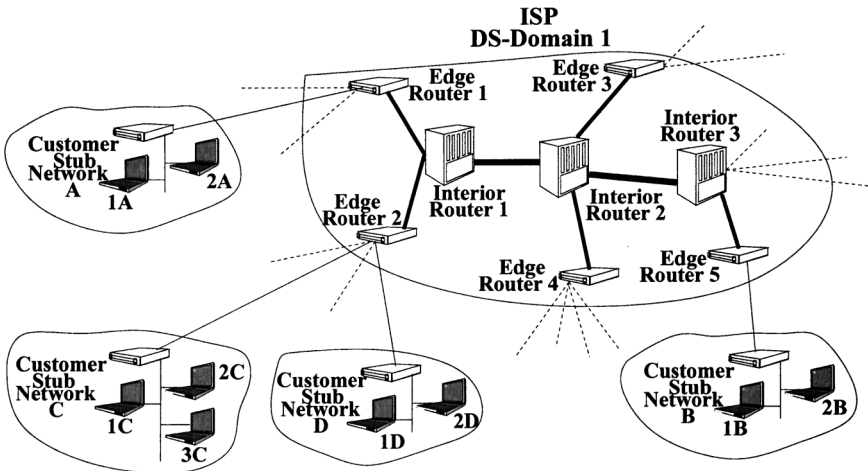 ISP
DS-Domain 1
Edge
Router 1
Edge
Router 3
Interior
Router 3
Customer
Stub
Network
A
1A
2A
Edge
Router 2
Interior
Router 1
Interior
Router 2
Edge
Router 4
Edge
Router 5
Customer
Stub
Network
C
1C
2C
3C
Customer
Stub
Network
D
1D
2D
Customer
Stub
Network
B
1B
2B